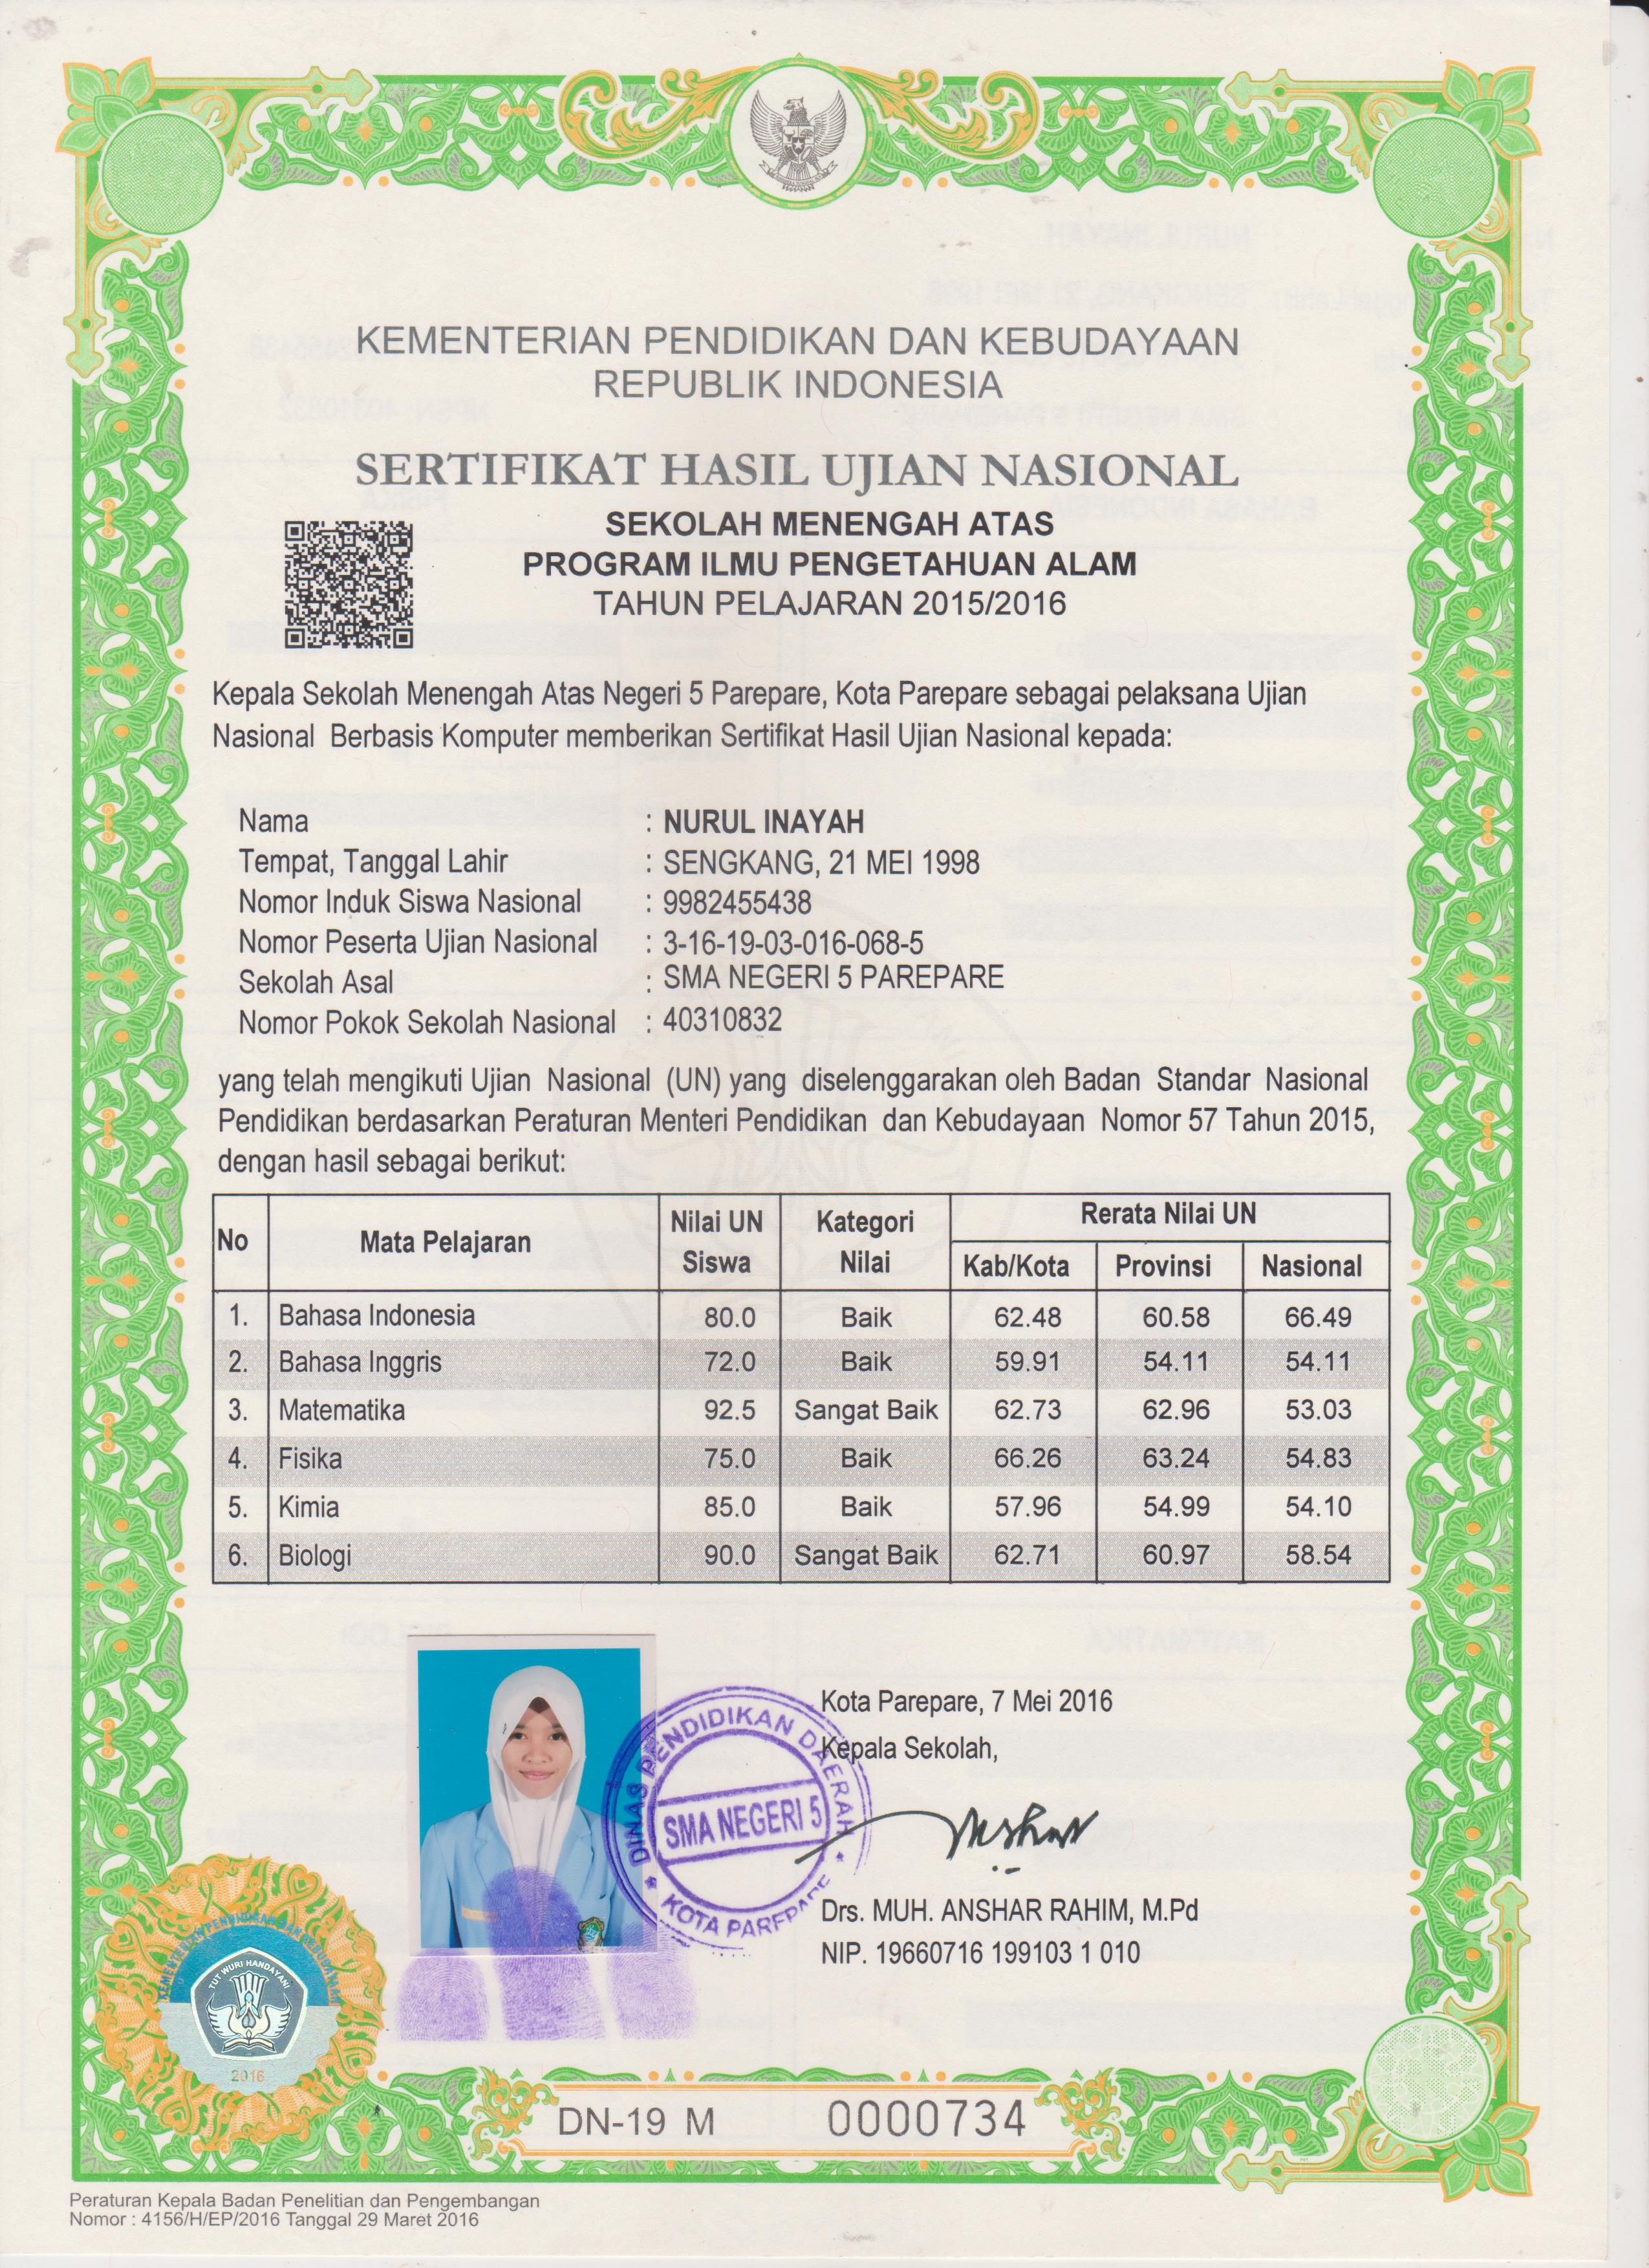 KEMENTERIAN PENDIDIKAN DAN KEBUDAYAAN
REPUBLIK INDONESIA
SERTIFIKAT HASIL UJIAN NASIONAL
SEKOLAH MENENGAH ATAS
PROGRAM ILMU PENGETAHUAN ALAM
TAHUN PELAJARAN 2015/2016
Kepala Sekolah Menengah Atas Negeri 5 Parepare, Kota Parepare sebagai pelaksana Ujian
Nasional Berbasis Komputer memberikan Sertifikat Hasil Ujian Nasional kepada:
Nama : NURUL INAYAH
Tempat, Tanggal Lahir : SENGKANG, 21 MEI 1998
Nomor Induk Siswa Nasional : 9982455438
Nomor Peserta Ujian Nasional : 3-16-19-03-016-068-5
Sekolah Asal : SMA NEGERI 5 PAREPARE
Nomor Pokok Sekolah Nasional : 40310832
yang telah mengikuti Ujian Nasional (UN) yang diselenggarakan oleh Badan Standar Nasional
Pendidikan berdasarkan Peraturan Menteri Pendidikan dan Kebudayaan Nomor 57 Tahun 2015,
dengan hasil sebagai berikut:
No Mata Pelajaran Nilai UN Siswa Kategori Nilai Rerata Nilai UN
Kab/Kota Provinsi Nasional
1. Bahasa Indonesia 80.0 Baik 62.48 60.58 66.49
2. Bahasa Inggris 72.0 Baik 59.91 54.11 54.11
3. Matematika 92.5 Sangat Baik 62.73 62.96 53.03
4. Fisika 75.0 Baik 66.26 63.24 54.83
5. Kimia 85.0 Baik 57.96 54.99 54.10
6. Biologi 90.0 Sangat Baik 62.71 60.97 58.54
Kota Parepare, 7 Mei 2016
Kepala Sekolah,
DINAS PENDIDIKAN DAERAH
SMA NEGERI 5
KOTA PAREPARE
Drs. MUH. ANSHAR RAHIM, M.Pd
NIP. 19660716 199103 1 010
KEMENTERIAN PENDIDIKAN DAN KEBUDAYAAN
TUT WURI HANDAYANI
2016
DN-19 M 0000734
Peraturan Kepala Badan Penelitian dan Pengembangan
Nomor : 4156/H/EP/2016 Tanggal 29 Maret 2016